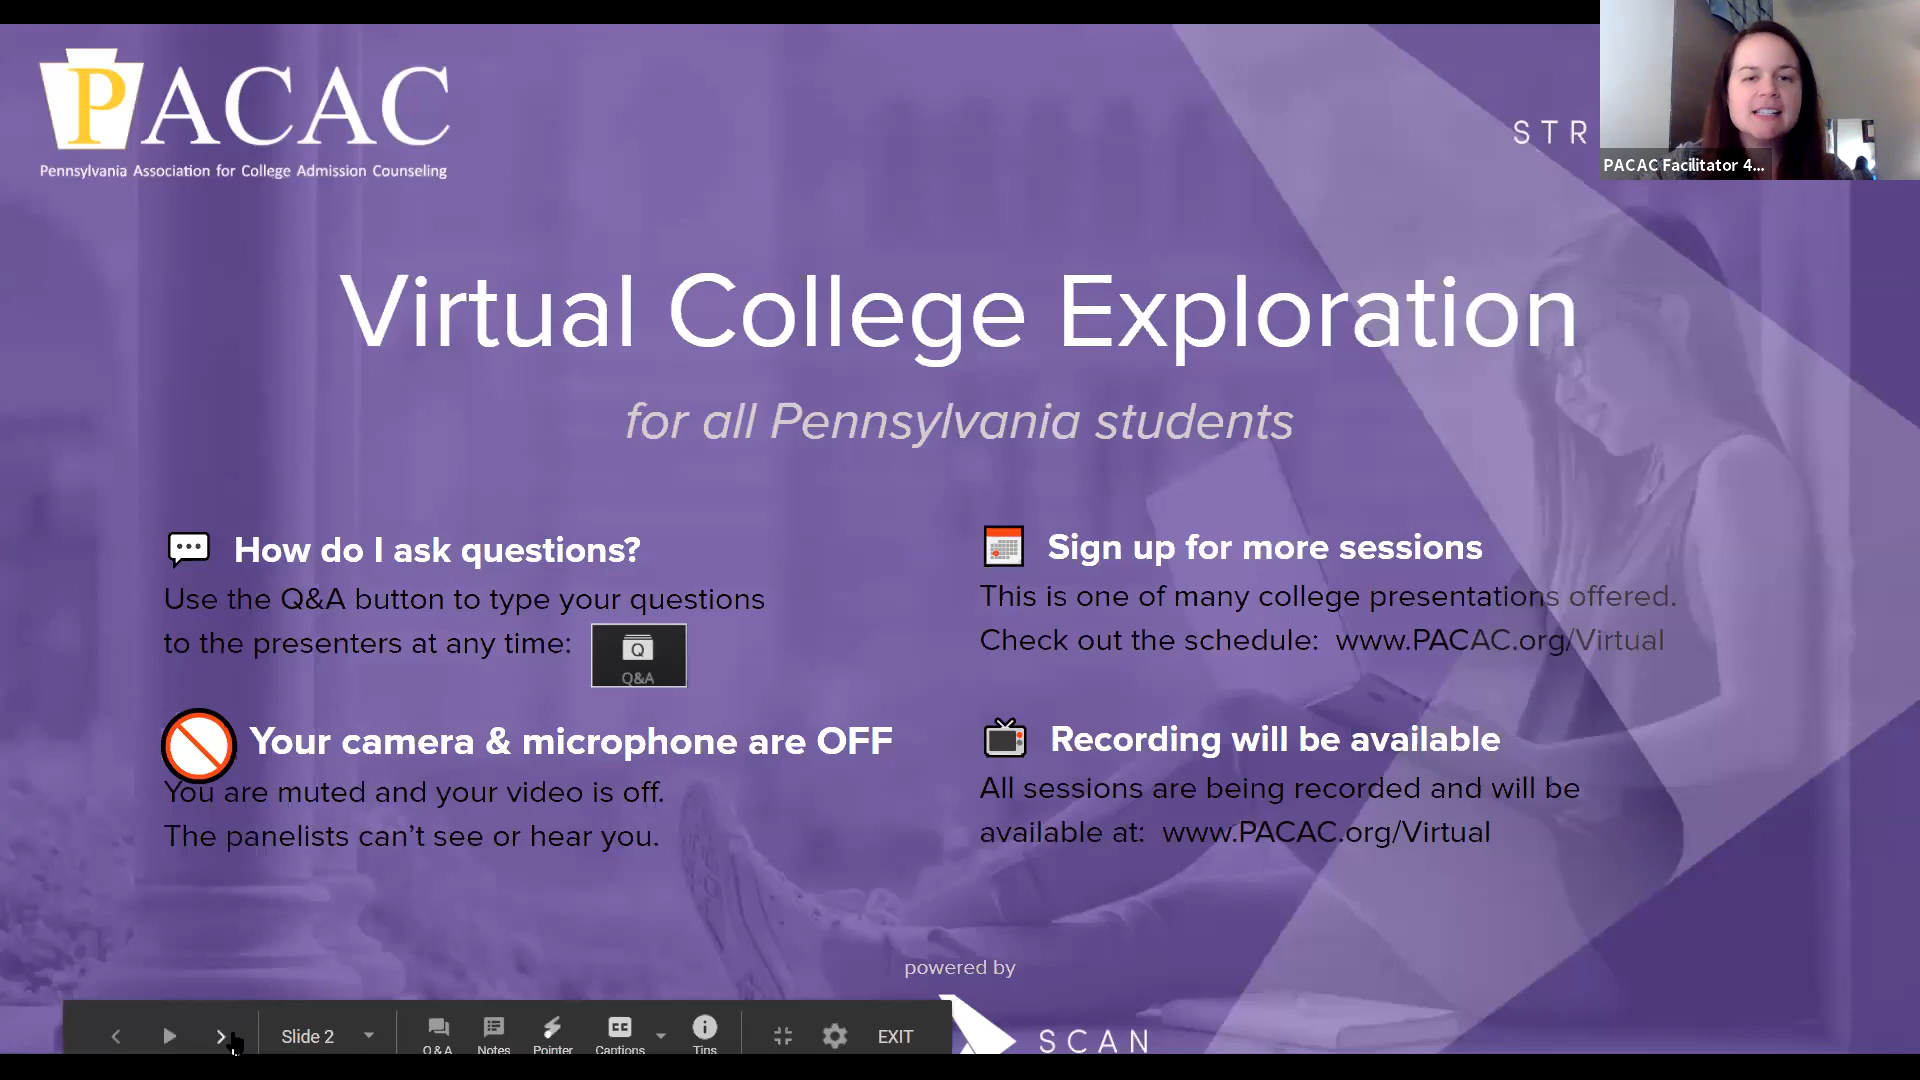 PACAC
Pennsylvania Association for College Admission Counseling
STR
PACAC Facilitator 4...
Virtual College Exploration
for all Pennsylvania students
How do I ask questions?
Use the Q&A button to type your questions
to the presenters at any time:
Q
Q&A
Your camera & microphone are OFF
You are muted and your video is off.
The panelists can't see or hear you.
Sign up for more sessions
This is one of many college presentations offered.
Check out the schedule: www.PACAC.org/Virtual
Recording will be available
All sessions are being recorded and will be
available at: www.PACAC.org/Virtual
powered by
SCAN
Slide 2
Q&A
Notes
Pointer
CC
Captions
Tips
EXIT